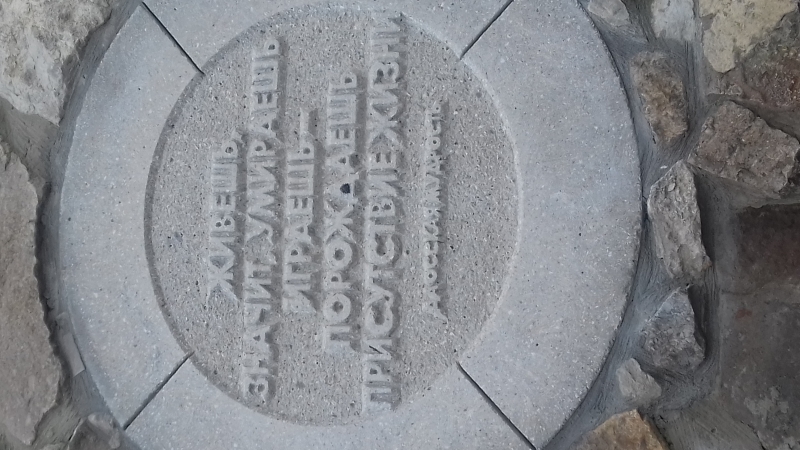 ЖИВЕШЬ,
ЗНАЧИТ, УМИРАЕШЬ
ИГРАЕШЬ —
ПОРОЖДАЕШЬ
ПРИСУТСТВИЕ ЖИЗНИ
ДАОССКАЯ МУДРОСТЬ